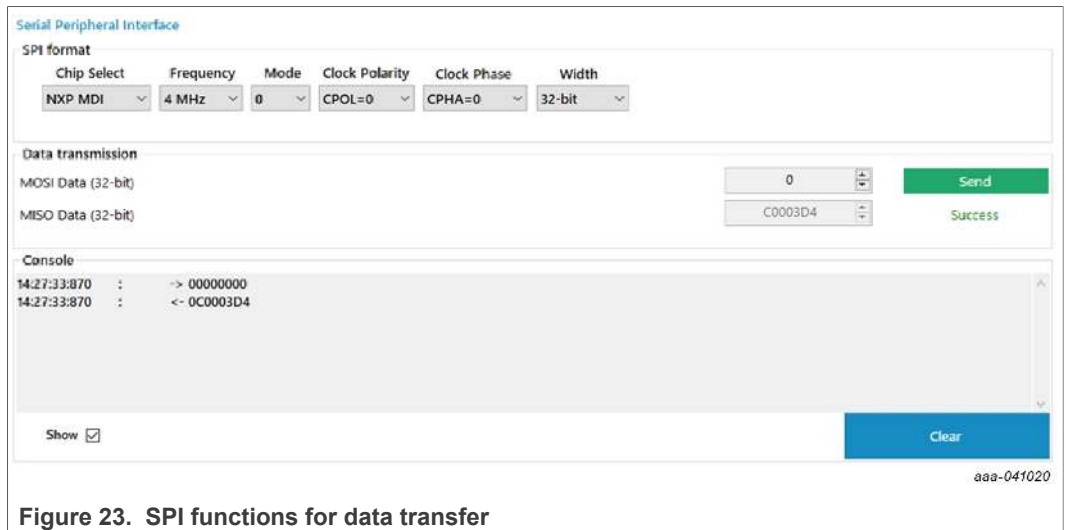 Serial Peripheral Interface
SPI format
Chip Select Frequency Mode Clock Polarity Clock Phase Width
NXP MDI 4 MHz 0 CPOL=0 CPHA=0 32-bit
Data transmission
MOSI Data (32-bit) 0 Send
MISO Data (32-bit) C0003D4 Success
Console
14:27:33:870 : -> 00000000
14:27:33:870 : <- 0C0003D4
Show Clear
aaa-041020
Figure 23. SPI functions for data transfer